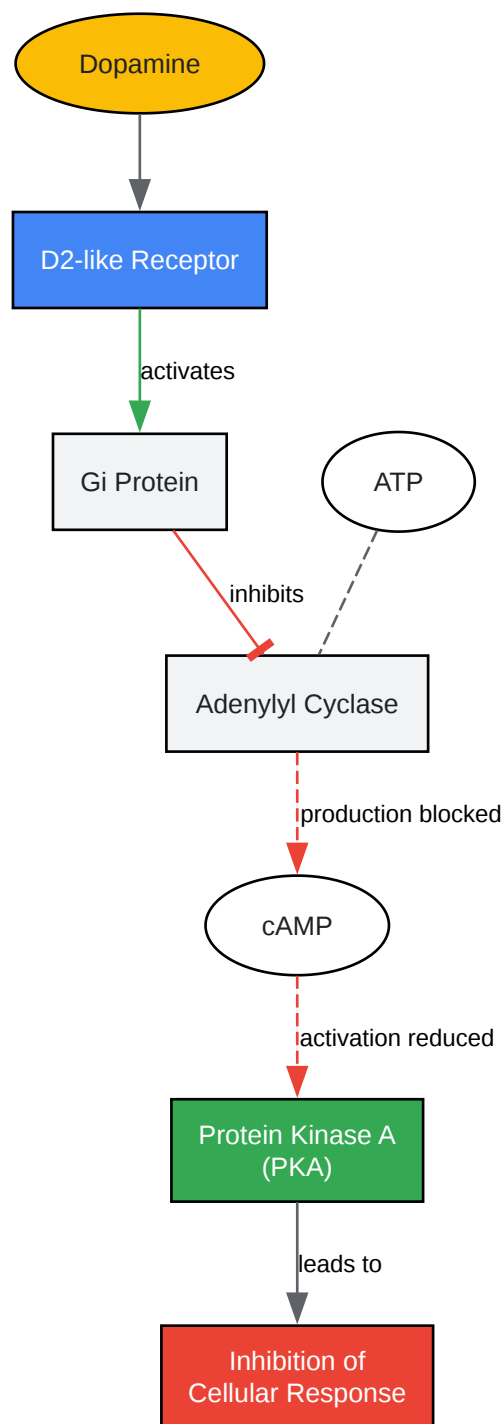 Dopamine
D2-like Receptor
activates
Gi Protein
ATP
inhibits
Adenylyl Cyclase
production blocked
cAMP
activation reduced
Protein Kinase A
(PKA)
leads to
Inhibition of
Cellular Response